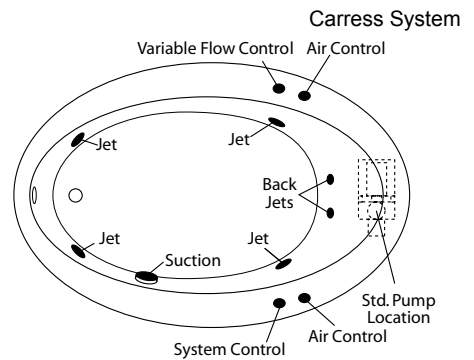 Carress System
Variable Flow Control
Air Control
Jet
Jet
Back
Jets
Jet
Suction
Jet
Std. Pump
Location
System Control
Air Control